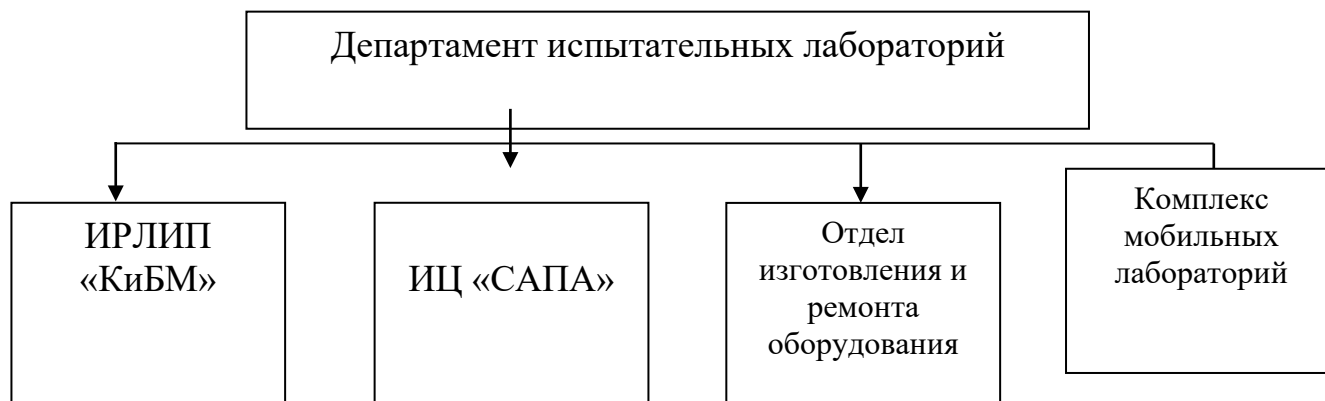 Департамент испытательных лабораторий
ИРЛИП
«КиБМ»
ИЦ «САПА»
Отдел
изготовления и
ремонта
оборудования
Комплекс
мобильных
лабораторий